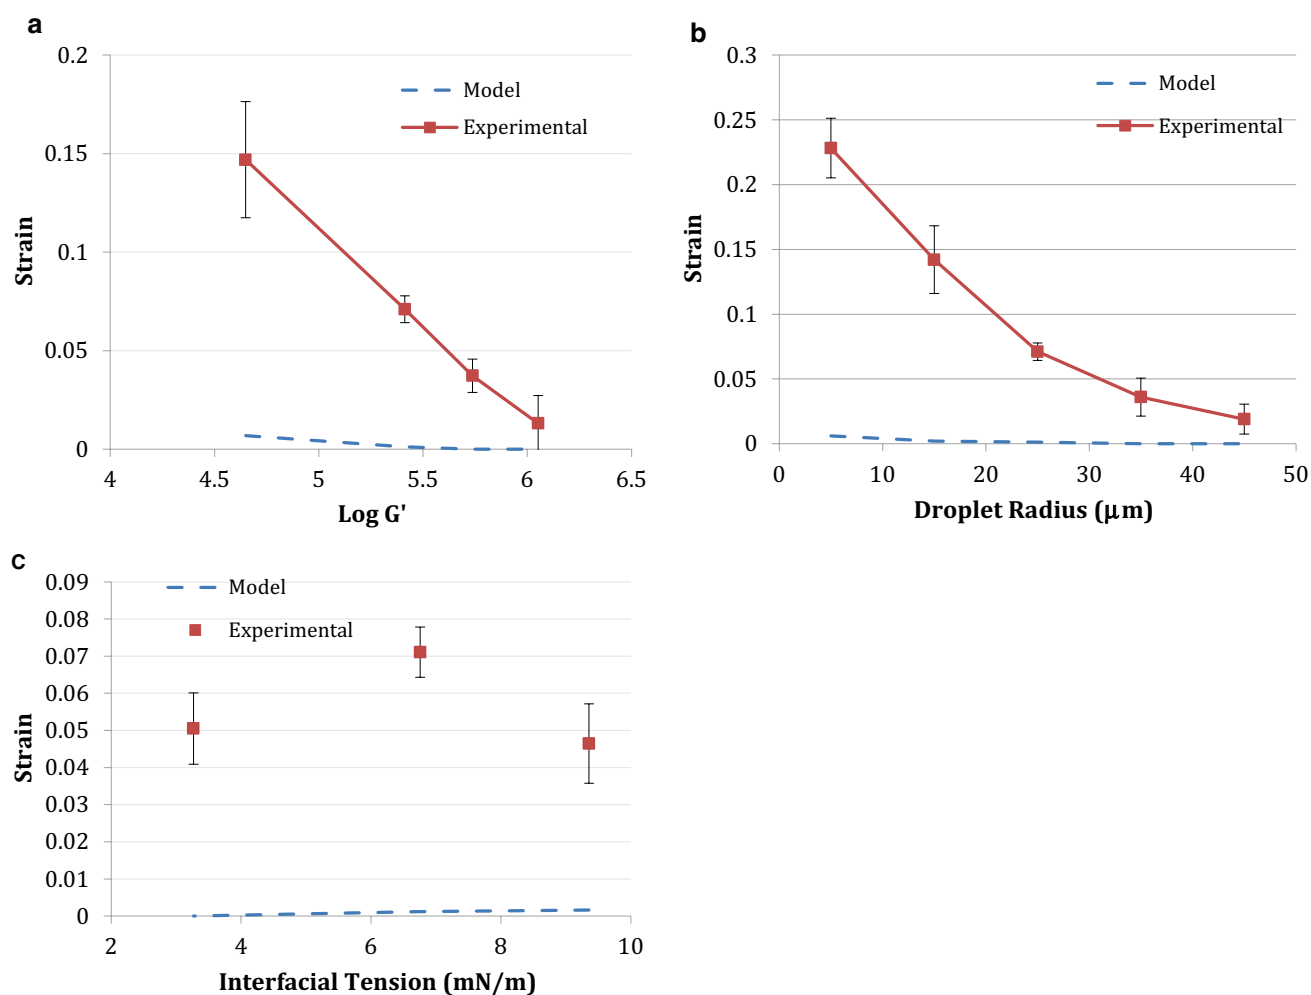 a
0.2
0.15
0.1
0.05
0
Strain
4
4.5
5
5.5
6
6.5
Log G'
Model
Experimental
b
0.3
0.25
0.2
0.15
0.1
0.05
0
Strain
0
10
20
30
40
50
Droplet Radius (μm)
Model
Experimental
c
0.09
0.08
0.07
0.06
0.05
0.04
0.03
0.02
0.01
0
Strain
2
4
6
8
10
Interfacial Tension (mN/m)
Model
Experimental